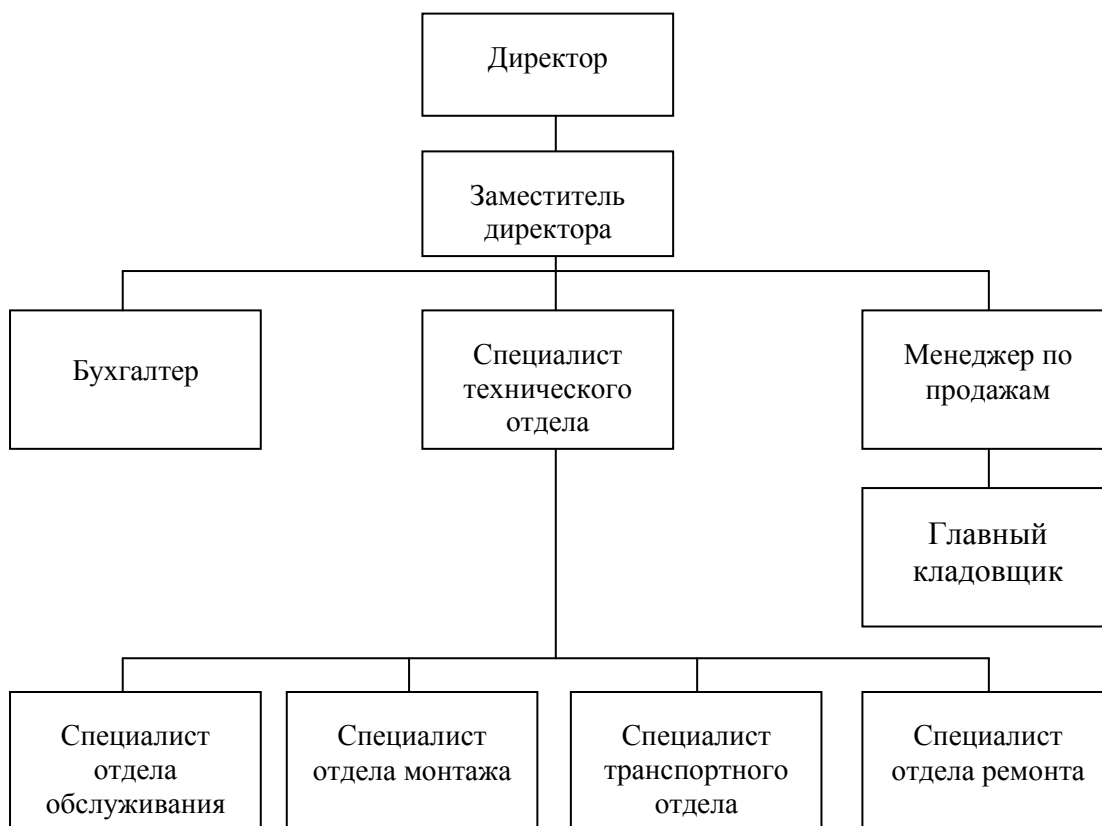 Директор
Заместитель
директора
Бухгалтер
Специалист
технического
отдела
Менеджер по
продажам
Главный
кладовщик
Специалист
отдела
обслуживания
Специалист
отдела монтажа
Специалист
транспортного
отдела
Специалист
отдела ремонта